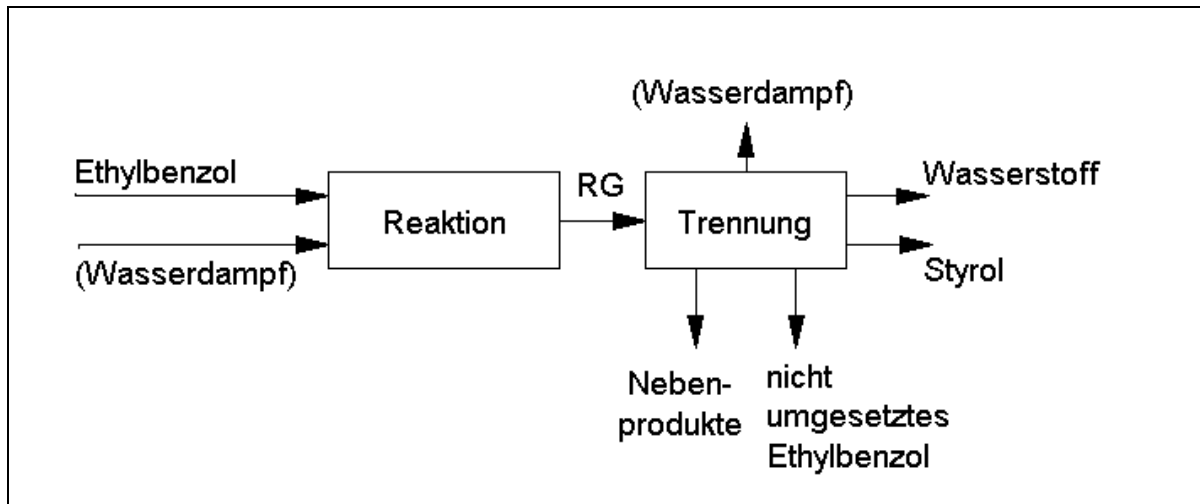 (Wasserdampf)
Ethylbenzol
RG
Wasserstoff
Reaktion
Trennung
(Wasserdampf)
Styrol
Neben-
produkte
nicht
umgesetztes
Ethylbenzol